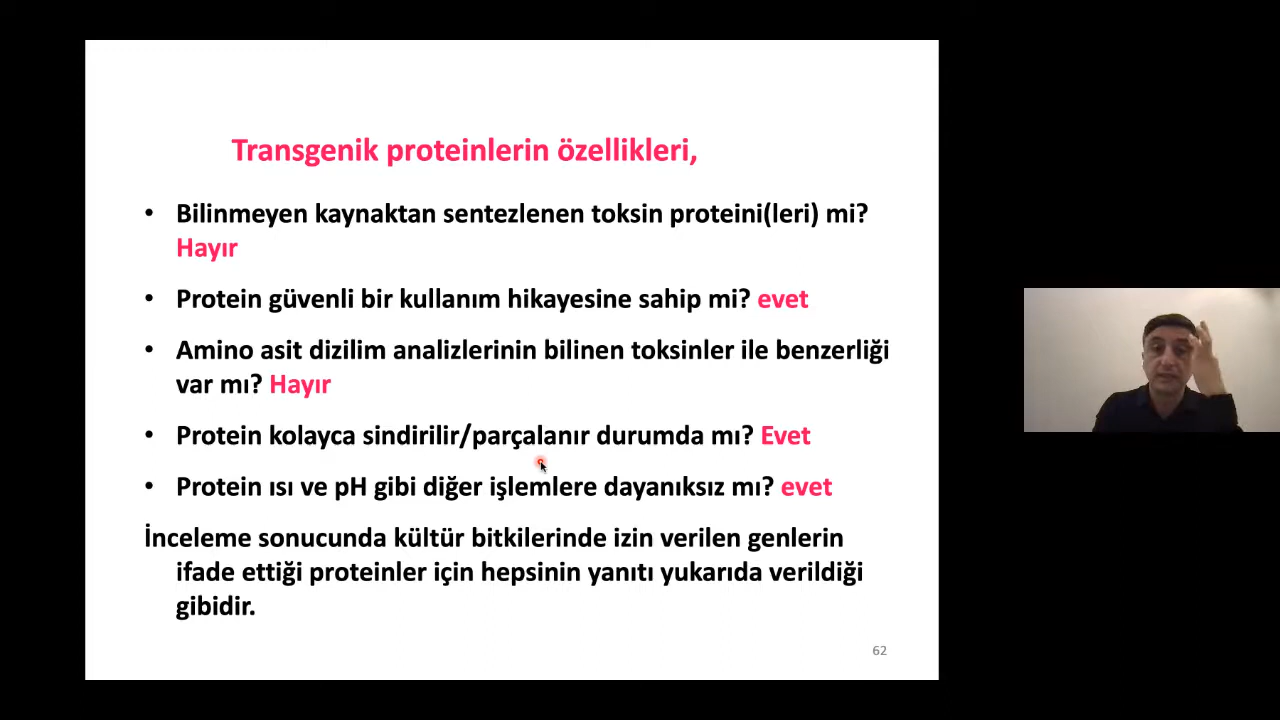 Transgenik proteinlerin özellikleri,
• Bilinmeyen kaynaktan sentezlenen toksin proteini(leri) mi?
Hayır
• Protein güvenli bir kullanım hikayesine sahip mi? evet
• Amino asit dizilim analizlerinin bilinen toksinler ile benzerliği
var mı? Hayır
• Protein kolayca sindirilir/parçalanır durumda mı? Evet
• Protein ısı ve pH gibi diğer işlemlere dayanıksız mı? evet
İnceleme sonucunda kültür bitkilerinde izin verilen genlerin
ifade ettiği proteinler için hepsinin yanıtı yukarıda verildiği
gibidir.
62